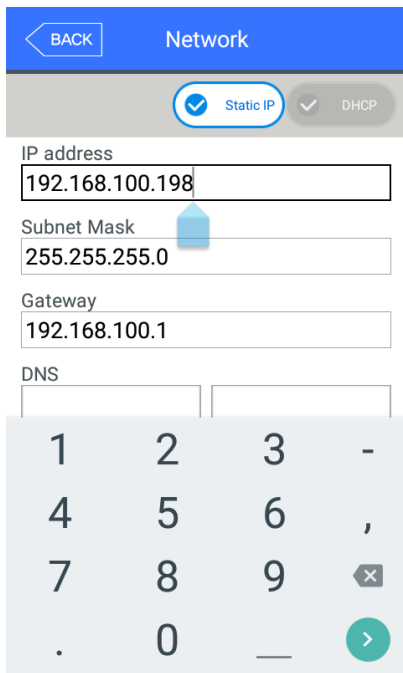 BACK Network
Static IP DHCP
IP address
192.168.100.198
Subnet Mask
255.255.255.0
Gateway
192.168.100.1
DNS
1 2 3 -
4 5 6 ,
7 8 9
. 0 _